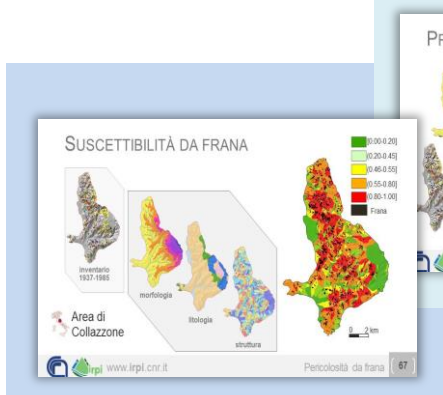 SUSCETTIBILITÀ DA FRANA
[0.00-0.20]
(0.20-0.45]
(0.46-0.55]
(0.55-0.80]
(0.80-1.00]
Frana
inventario
1937-1985
morfologia
litologia
struttura
Area di
Collazzone
0 2 km
irpi www.irpi.cnr.it
Pericolosità da frana [ 67 ]